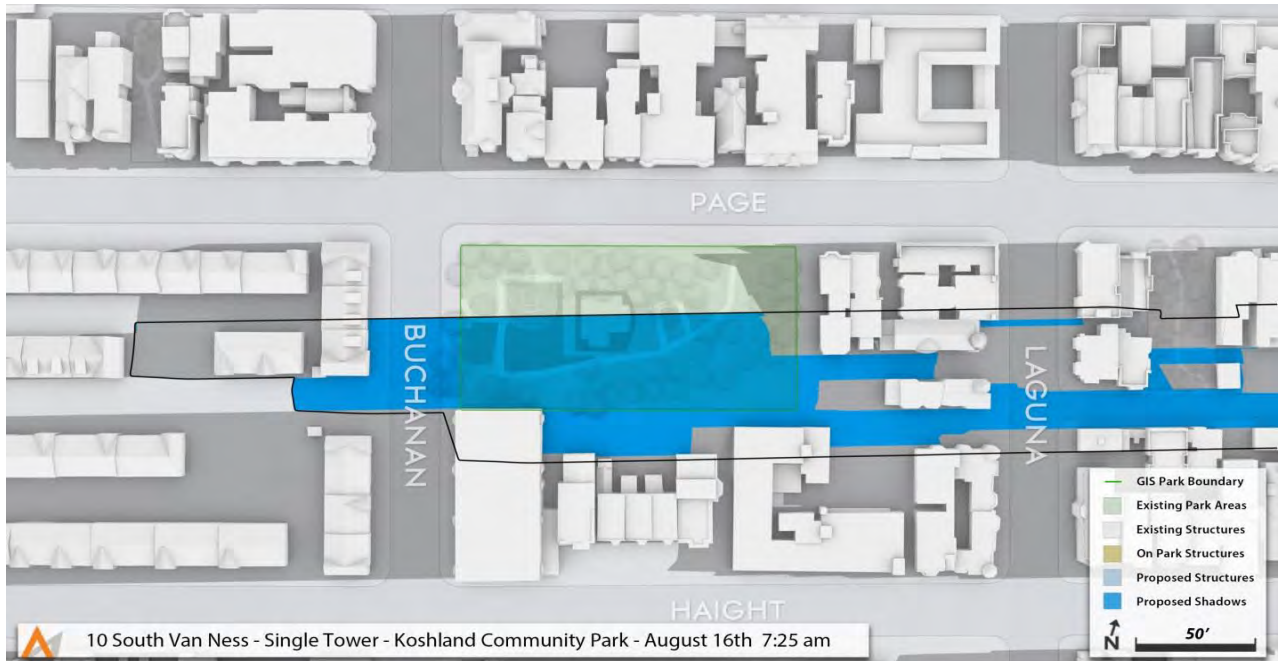 PAGE
BUCHANAN
LAGUNA
HAIGHT
GIS Park Boundary
Existing Park Areas
Existing Structures
On Park Structures
Proposed Structures
Proposed Shadows
N
50'
10 South Van Ness - Single Tower - Koshland Community Park - August 16th 7:25 am